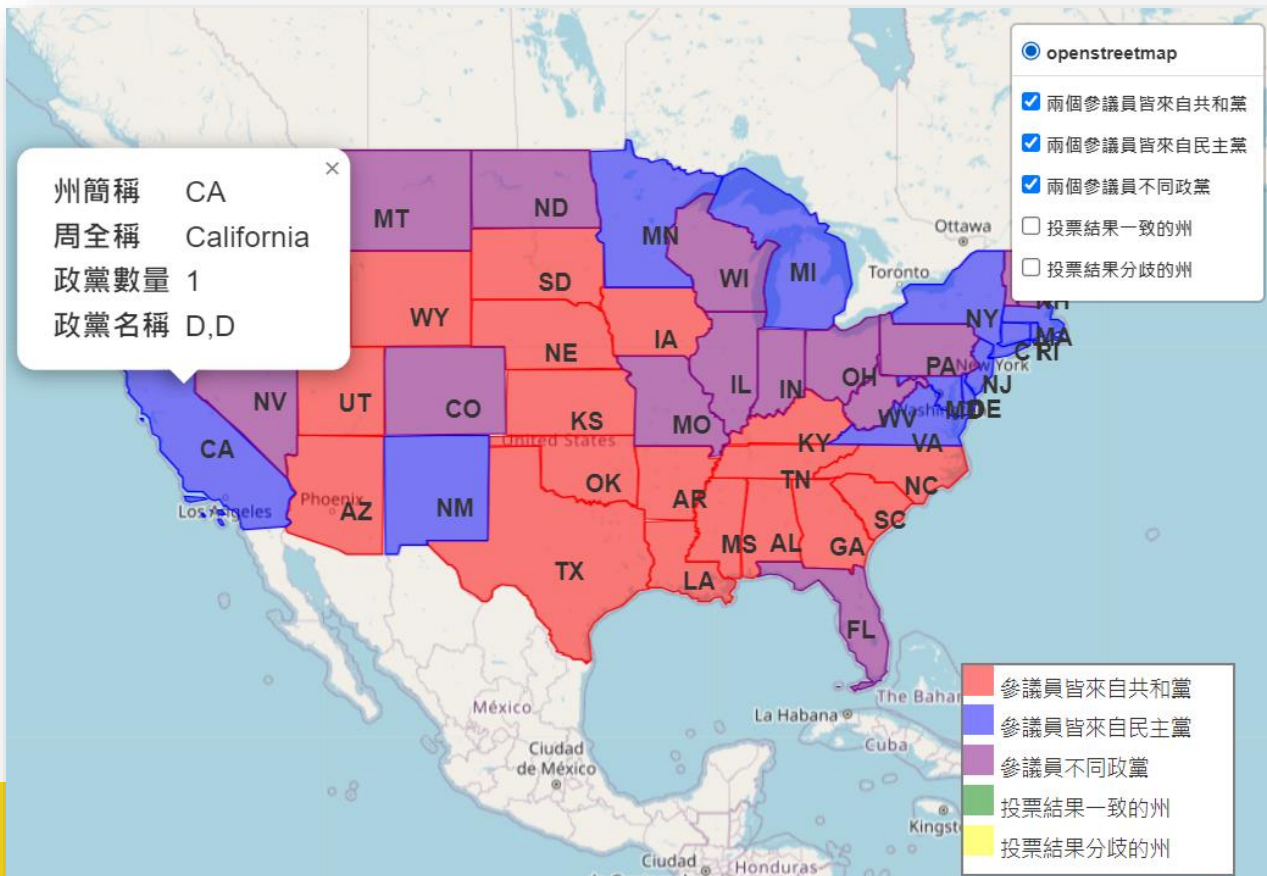 openstreetmap
兩個參議員皆來自共和黨
兩個參議員皆來自民主黨
兩個參議員不同政黨
投票結果一致的州
投票結果分歧的州
×
州簡稱 CA
周全稱 California
政黨數量 1
政黨名稱 D,D
Ottawa
Toronto
MT
ND
MN
WI
MI
SD
WY
IA
NE
NY
MA
CT
RI
PA
New York
NJ
NV
UT
CO
KS
MO
IL
IN
OH
WV
MD
DE
VA
KY
United States
CA
Los Angeles
Phoenix
AZ
NM
OK
AR
TN
NC
SC
TX
LA
MS
AL
GA
FL
México
Ciudad
de México
La Habana
Cuba
Ciudad
Honduras
參議員皆來自共和黨
參議員皆來自民主黨
參議員不同政黨
投票結果一致的州
投票結果分歧的州